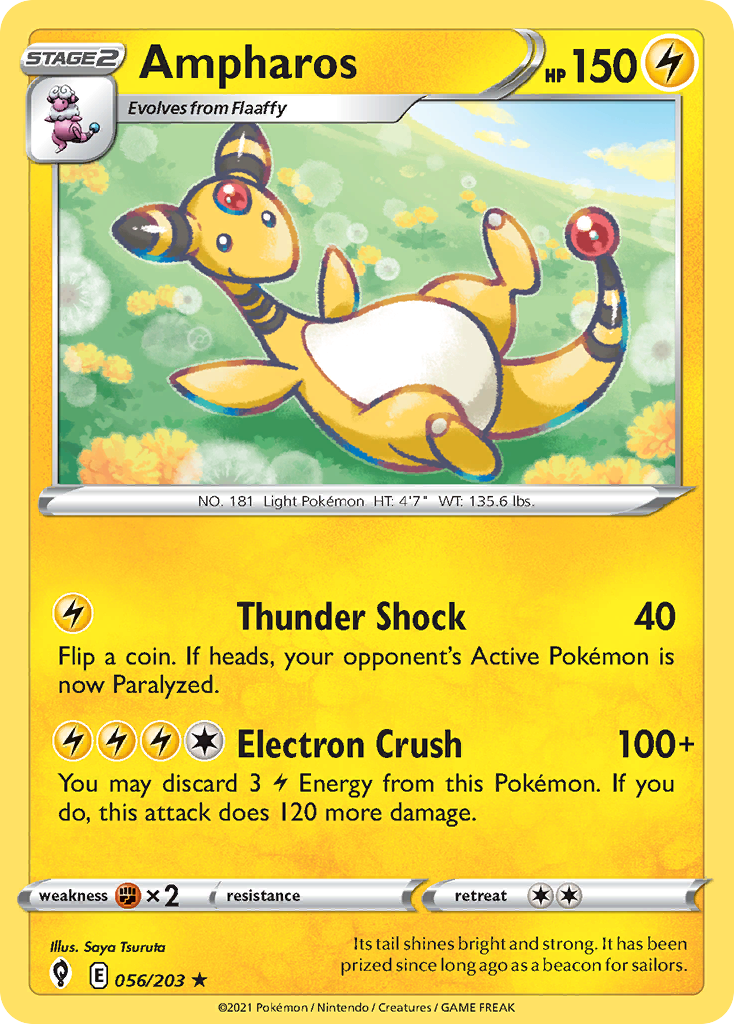 STAGE 2 Ampharos HP 150
Evolves from Flaaffy
NO. 181 Light Pokémon HT: 4'7" WT: 135.6 lbs.
Thunder Shock 40
Flip a coin. If heads, your opponent's Active Pokémon is
now Paralyzed.
Electron Crush 100+
You may discard 3 Energy from this Pokémon. If you
do, this attack does 120 more damage.
weakness ×2 resistance retreat
Illus. Saya Tsuruta
Its tail shines bright and strong. It has been
prized since long ago as a beacon for sailors.
E 056/203 ★
©2021 Pokémon / Nintendo / Creatures / GAME FREAK